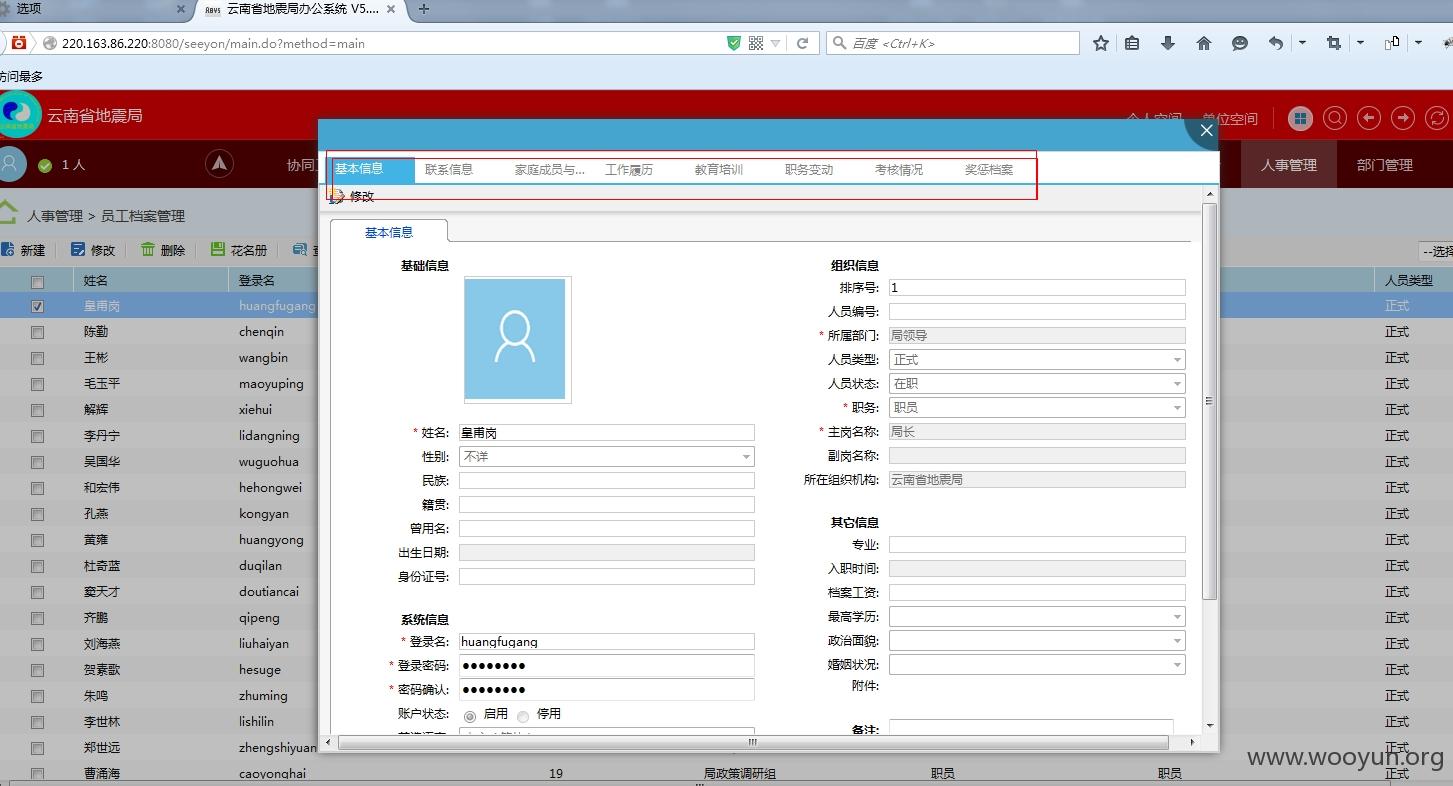 选项
A8V5 云南省地震局办公系统 V5....
220.163.86.220:8080/seeyon/main.do?method=main
百度 <Ctrl+K>
访问最多
云南省地震局
个人空间 单位空间
1 人
协同工
人事管理
部门管理
人事管理 > 员工档案管理
新建 修改 删除 花名册 查
--选择
姓名 登录名 人员类型
皇甫岗 huangfugang 正式
陈勤 chenqin 正式
王彬 wangbin 正式
毛玉平 maoyuping 正式
解辉 xiehui 正式
李丹宁 lidangning 正式
吴国华 wuguohua 正式
和宏伟 hehongwei 正式
孔燕 kongyan 正式
黄雍 huangyong 正式
杜奇蓝 duqilan 正式
窦天才 doutiancai 正式
齐鹏 qipeng 正式
刘海燕 liuhaiyan 正式
贺素歌 hesuge 正式
朱鸣 zhuming 正式
李世林 lishilin 正式
郑世远 zhengshiyuan 正式
曹涌海 caoyonghai 19 局政策调研组 职员 职员 正式
基本信息 联系信息 家庭成员与... 工作履历 教育培训 职务变动 考核情况 奖惩档案
修改
基本信息
基础信息
* 姓名: 皇甫岗
性别: 不详
民族:
籍贯:
曾用名:
出生日期:
身份证号:
系统信息
* 登录名: huangfugang
* 登录密码: ●●●●●●●●
* 密码确认: ●●●●●●●●
账户状态: 启用 停用
组织信息
排序号: 1
人员编号:
* 所属部门: 局领导
人员类型: 正式
人员状态: 在职
* 职务: 职员
* 主岗名称: 局长
副岗名称:
所在组织机构: 云南省地震局
其它信息
专业:
入职时间:
档案工资:
最高学历:
政治面貌:
婚姻状况:
附件:
备注:
www.wooyun.org